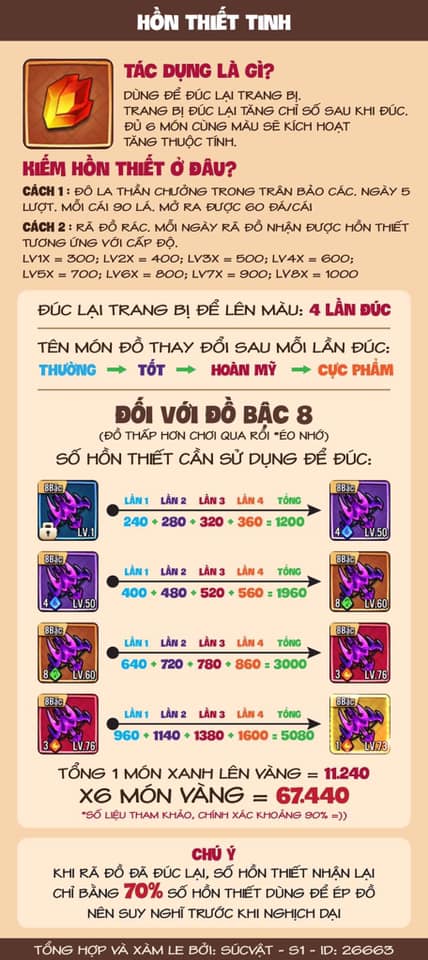 HỒN THIẾT TINH
TÁC DỤNG LÀ GÌ?
DÙNG ĐỂ ĐÚC LẠI TRANG BỊ.
TRANG BỊ ĐÚC LẠI TĂNG CHỈ SỐ SAU KHI ĐÚC.
ĐỦ 6 MÓN CÙNG MÀU SẼ KÍCH HOẠT
TĂNG THUỘC TÍNH.
KIẾM HỒN THIẾT Ở ĐÂU?
CÁCH 1 : ĐÔ LA THẦN CHƯỞNG TRONG TRÂN BẢO CÁC. NGÀY 5
LƯỢT. MỖI CÁI 90 LÁ. MỞ RA ĐƯỢC 60 ĐÁ/CÁI
CÁCH 2 : RÃ ĐỒ RÁC. MỖI NGÀY RÃ ĐỒ NHẬN ĐƯỢC HỒN THIẾT
TƯƠNG ỨNG VỚI CẤP ĐỘ.
LV1X = 300; LV2X = 400; LV3X = 500; LV4X = 600;
LV5X = 700; LV6X = 800; LV7X = 900; LV8X = 1000
ĐÚC LẠI TRANG BỊ ĐỂ LÊN MÀU: 4 LẦN ĐÚC
TÊN MÓN ĐỒ THAY ĐỔI SAU MỖI LẦN ĐÚC:
THƯỜNG → TỐT → HOÀN MỸ → CỰC PHẨM
ĐỐI VỚI ĐỒ BẬC 8
(ĐỒ THẤP HƠN CHƠI QUA RỒI *ÉO NHỚ)
SỐ HỒN THIẾT CẦN SỬ DỤNG ĐỂ ĐÚC:
8Bậc LV.1
LẦN 1 LẦN 2 LẦN 3 LẦN 4 TỔNG
240 + 280 + 320 + 360 = 1200
8Bậc 4 LV.50
8Bậc 4 LV.50
LẦN 1 LẦN 2 LẦN 3 LẦN 4 TỔNG
400 + 480 + 520 + 560 = 1960
8Bậc 8 LV.60
8Bậc 8 LV.60
LẦN 1 LẦN 2 LẦN 3 LẦN 4 TỔNG
640 + 720 + 780 + 860 = 3000
8Bậc 3 LV.76
8Bậc 3 LV.76
LẦN 1 LẦN 2 LẦN 3 LẦN 4 TỔNG
960 + 1140 + 1380 + 1600 = 5080
8Bậc 1 LV.73
TỔNG 1 MÓN XANH LÊN VÀNG = 11.240
X6 MÓN VÀNG = 67.440
*SỐ LIỆU THAM KHẢO, CHÍNH XÁC KHOẢNG 90% =))
CHÚ Ý
KHI RÃ ĐỒ ĐÃ ĐÚC LẠI, SỐ HỒN THIẾT NHẬN LẠI
CHỈ BẰNG 70% SỐ HỒN THIẾT DÙNG ĐỂ ÉP ĐỒ
NÊN SUY NGHĨ TRƯỚC KHI NGHỊCH DẠI
TỔNG HỢP VÀ XÀM LE BỞI: SÚCVẬT - S1 - ID: 26663